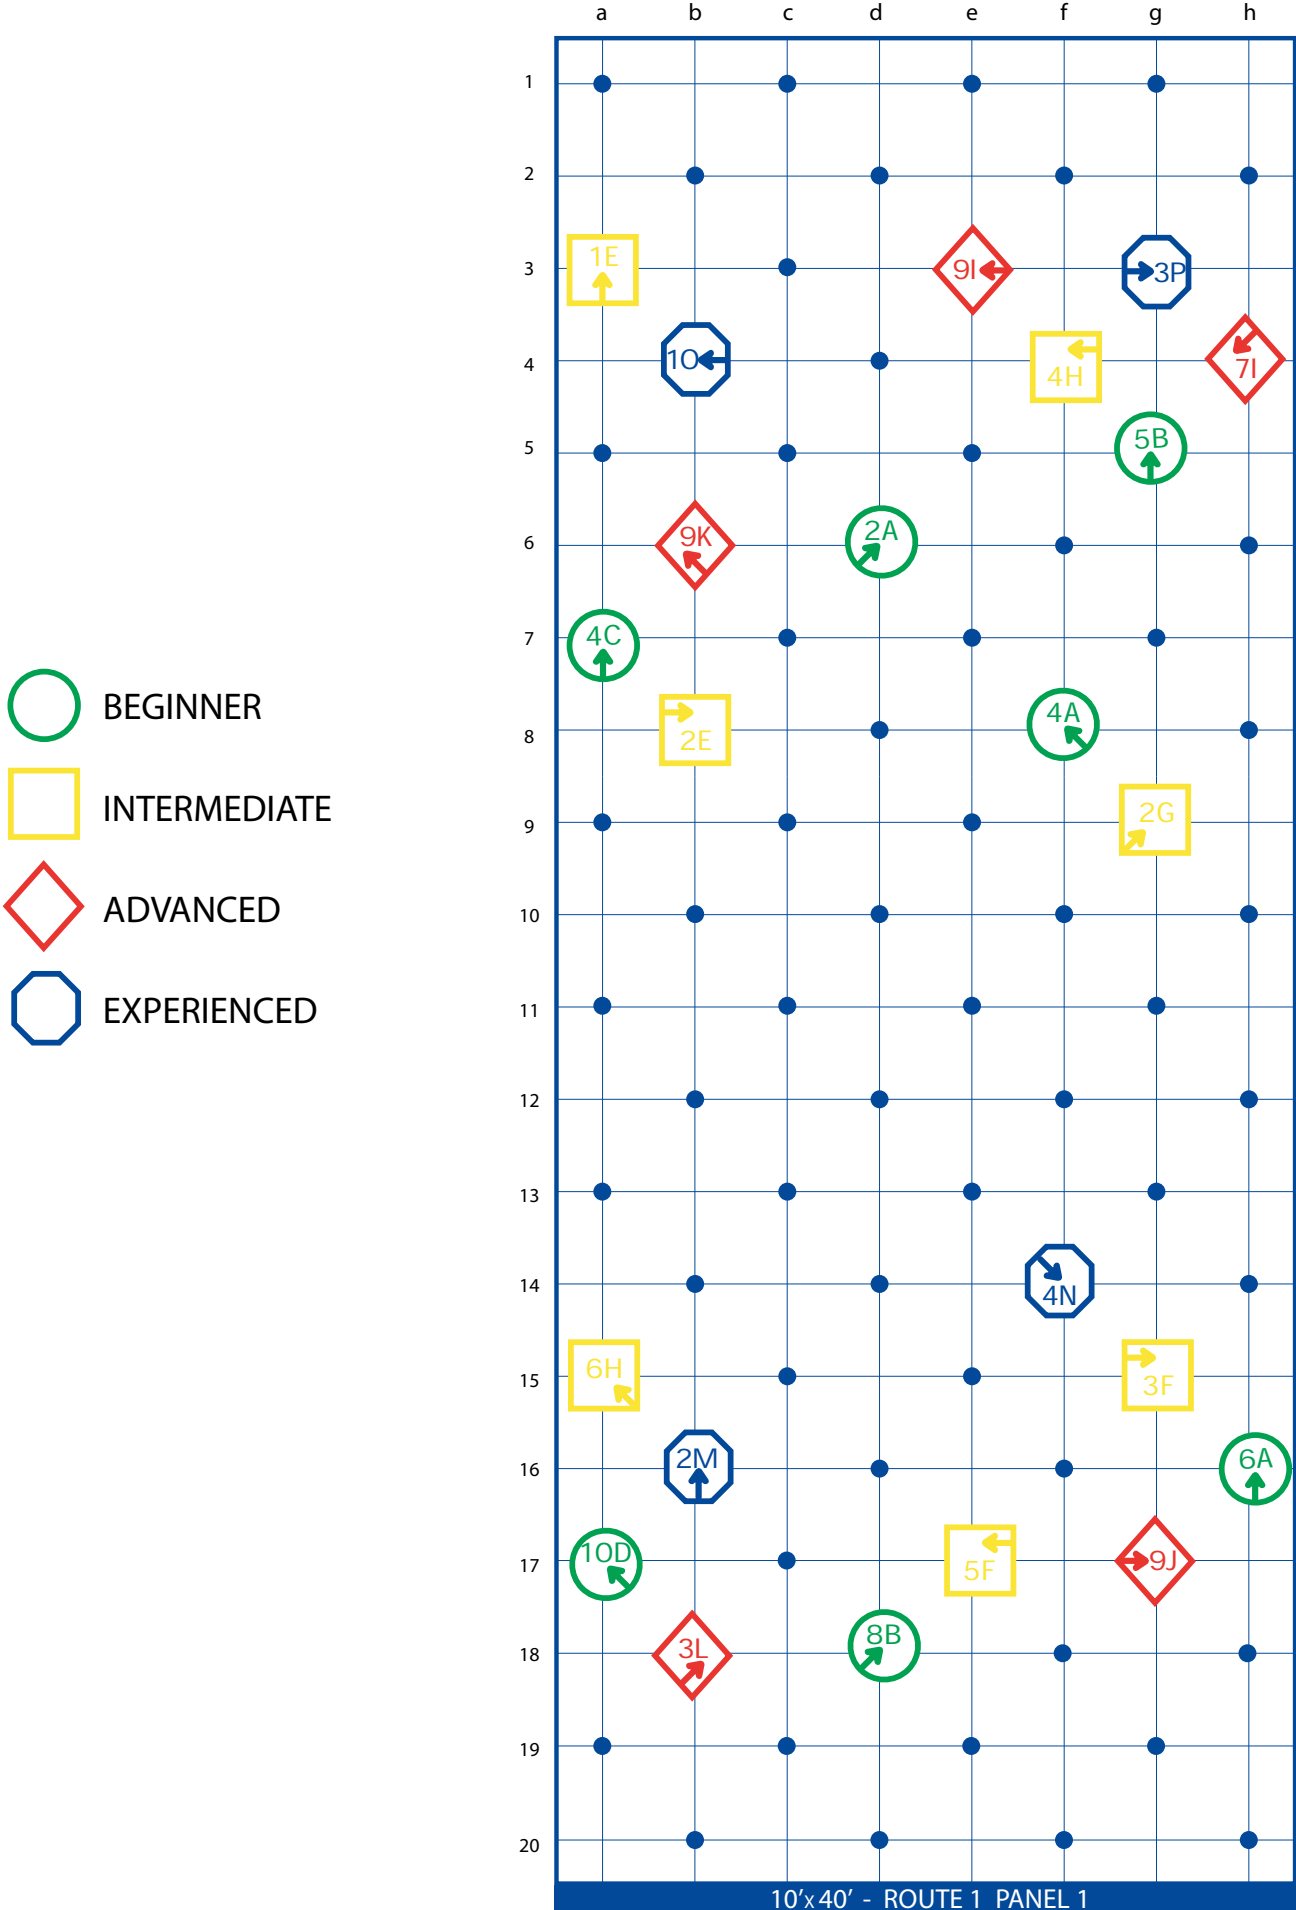 a b c d e f g h
1
2
3 1E 9I 3P
4 1O 4H 7I
5 5B
6 9K 2A
7 4C
BEGINNER
8 2E 4A
INTERMEDIATE
9 2G
ADVANCED
10
EXPERIENCED
11
12
13
14 4N
15 6H 3F
16 2M 6A
17 10D 5F 9J
18 3L 8B
19
20
10’X 40’ - ROUTE 1 PANEL 1